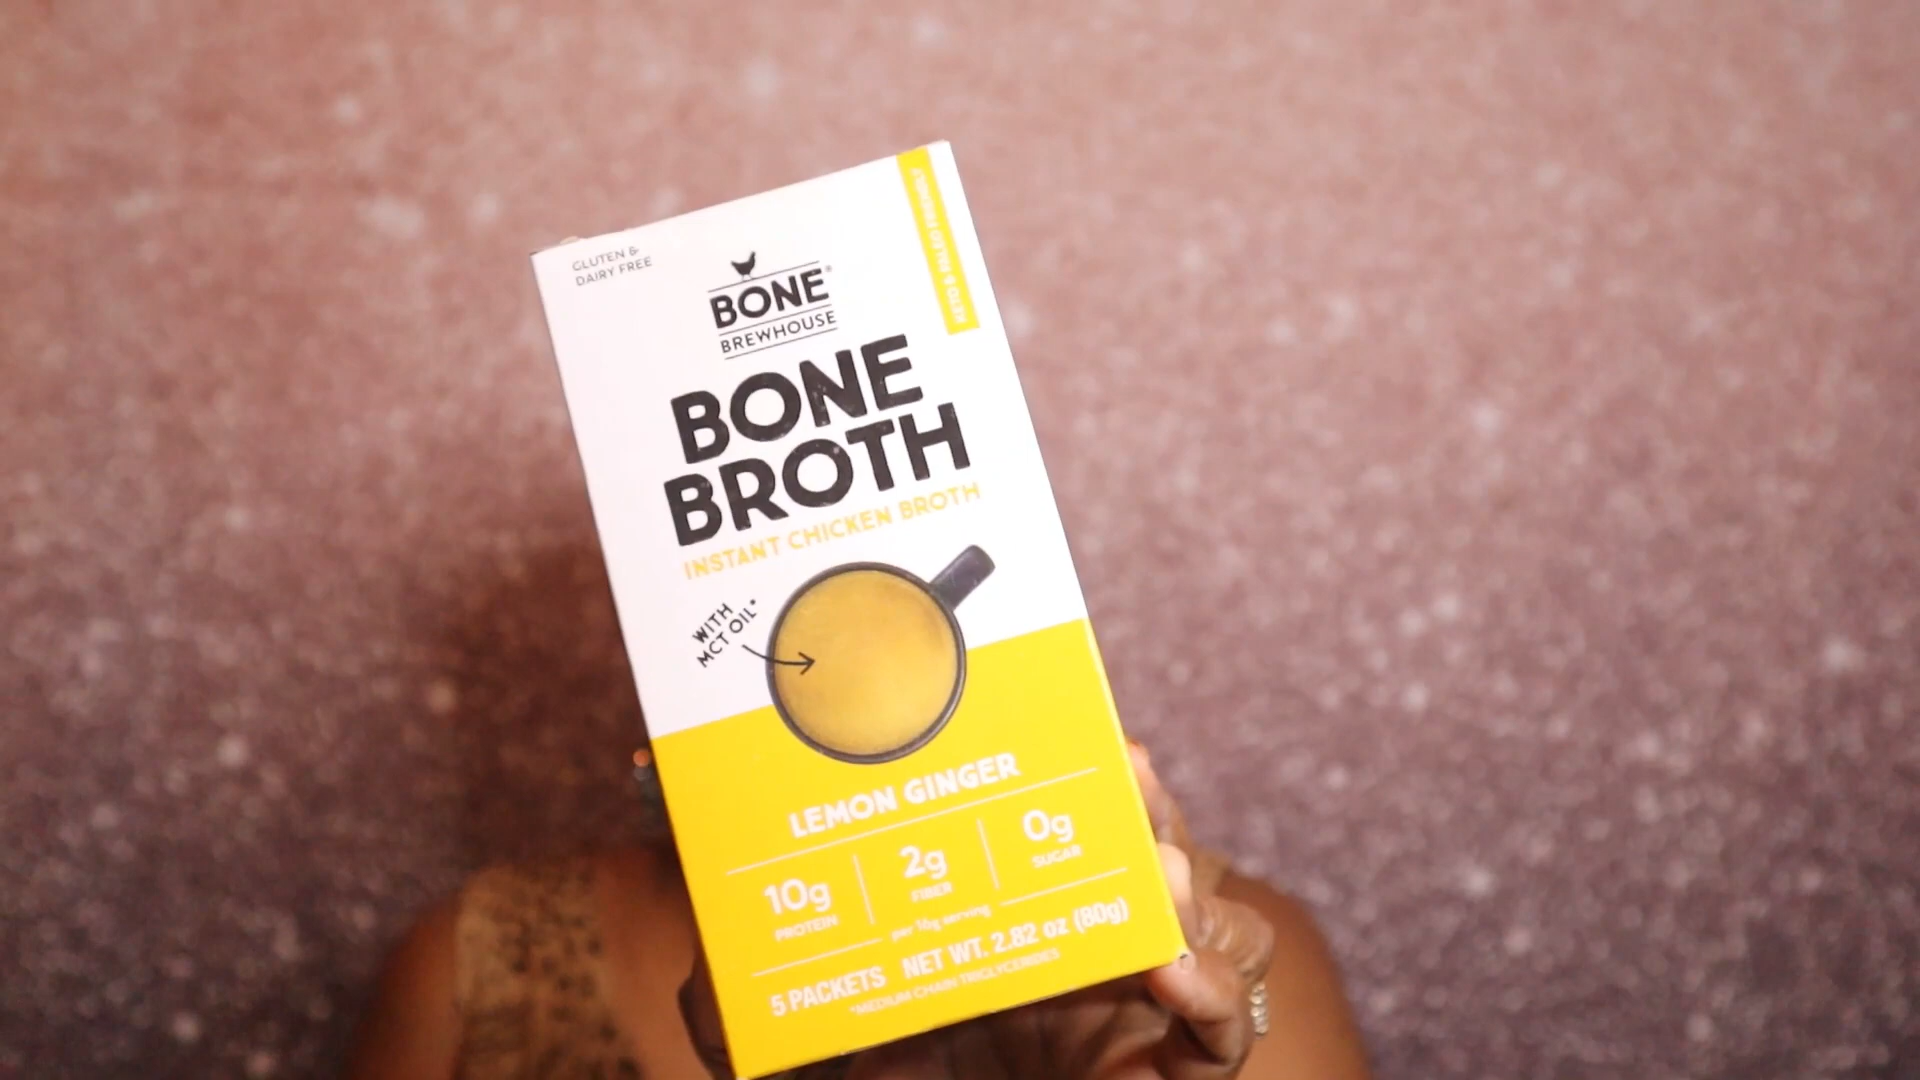 GLUTEN &
DAIRY FREE
KETO & PALEO FRIENDLY
BONE®
BREWHOUSE
BONE
BROTH
INSTANT CHICKEN BROTH
WITH
MCT OIL*
LEMON GINGER
10g
PROTEIN
2g
FIBER
0g
SUGAR
per 16g serving
5 PACKETS NET WT. 2.82 oz (80g)
*MEDIUM CHAIN TRIGLYCERIDES